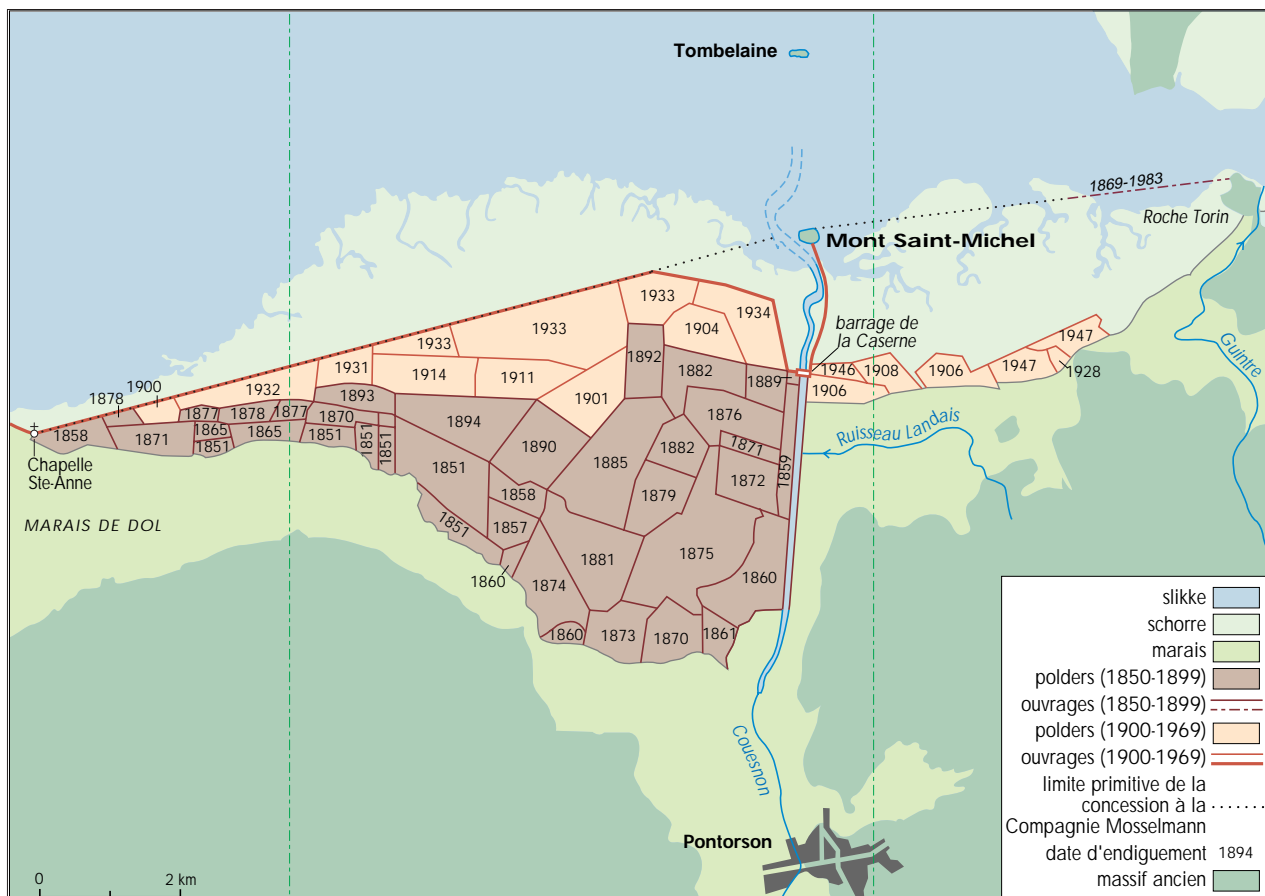 Tombelaine
1869-1983
Roche Torin
Mont Saint-Michel
1933
1934
barrage de
la Caserne
1933
1904
1947
1933
1892
1882
1889
1946
1908
1906
1947
1928
Guintre
1931
1914
1911
1906
1900
1932
1901
1878
1893
1877
1878
1877
1870
1894
1876
Ruisseau Landais
1858
1871
1865
1865
1851
1851
1851
1851
1890
1885
1882
1871
1859
Chapelle
Ste-Anne
1851
1872
1858
1879
MARAIS DE DOL
1851
1857
1881
1875
1860
1874
1860
1860
1873
1870
1861
Couesnon
Pontorson
0
2 km
slikke
schorre
marais
polders (1850-1899)
ouvrages (1850-1899)
polders (1900-1969)
ouvrages (1900-1969)
limite primitive de la
concession à la
Compagnie Mosselmann
date d'endiguement 1894
massif ancien